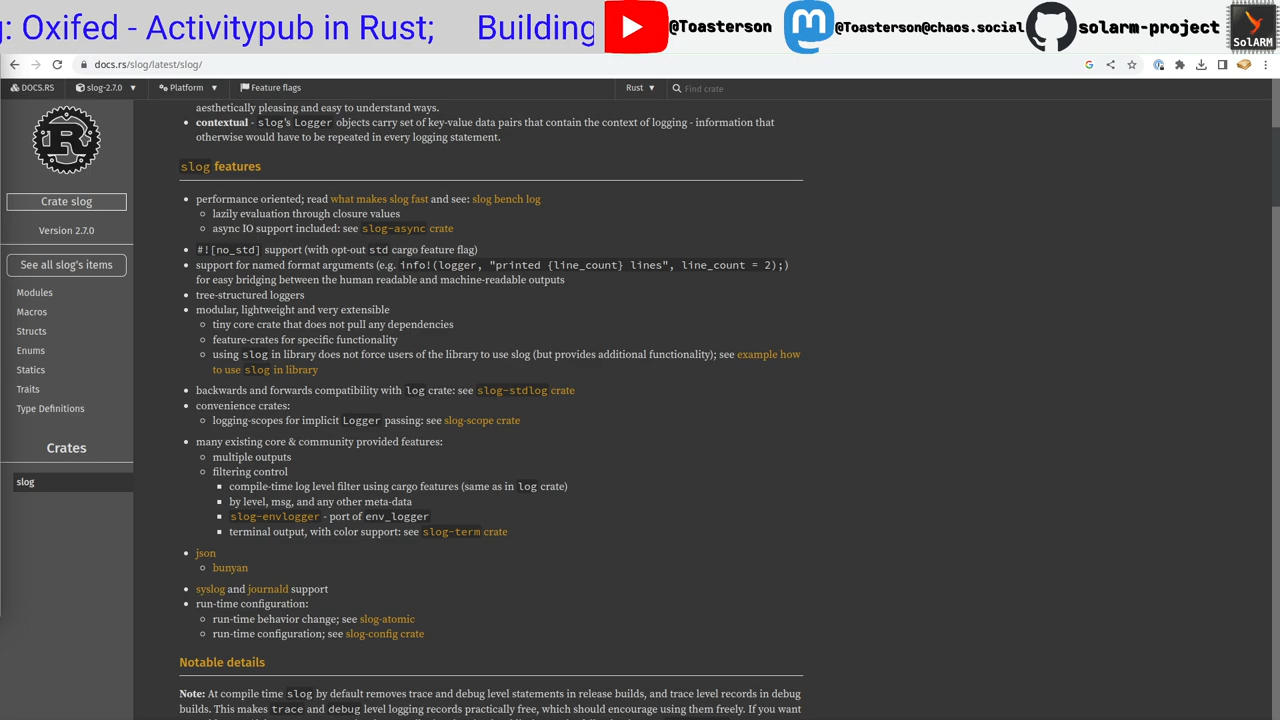 g: Oxifed - Activitypub in Rust; Building
@Toasterson
@Toasterson@chaos.social
solarm-project
SolARM
docs.rs/slog/latest/slog/
DOCS.RS
slog-2.7.0
Platform
Feature flags
Rust
Find crate
aesthetically pleasing and easy to understand ways.
contextual - slog's Logger objects carry set of key-value data pairs that contain the context of logging - information that
otherwise would have to be repeated in every logging statement.
slog features
performance oriented; read what makes slog fast and see: slog bench log
lazily evaluation through closure values
async IO support included: see slog-async crate
#![no_std] support (with opt-out std cargo feature flag)
support for named format arguments (e.g. info!(logger, "printed {line_count} lines", line_count = 2);)
for easy bridging between the human readable and machine-readable outputs
tree-structured loggers
modular, lightweight and very extensible
tiny core crate that does not pull any dependencies
feature-crates for specific functionality
using slog in library does not force users of the library to use slog (but provides additional functionality); see example how
to use slog in library
backwards and forwards compatibility with log crate: see slog-stdlog crate
convenience crates:
logging-scopes for implicit Logger passing: see slog-scope crate
many existing core & community provided features:
multiple outputs
filtering control
compile-time log level filter using cargo features (same as in log crate)
by level, msg, and any other meta-data
slog-envlogger - port of env_logger
terminal output, with color support: see slog-term crate
json
bunyan
syslog and journald support
run-time configuration:
run-time behavior change; see slog-atomic
run-time configuration; see slog-config crate
Notable details
Note: At compile time slog by default removes trace and debug level statements in release builds, and trace level records in debug
builds. This makes trace and debug level logging records practically free, which should encourage using them freely. If you want
Crate slog
Version 2.7.0
See all slog's items
Modules
Macros
Structs
Enums
Statics
Traits
Type Definitions
Crates
slog